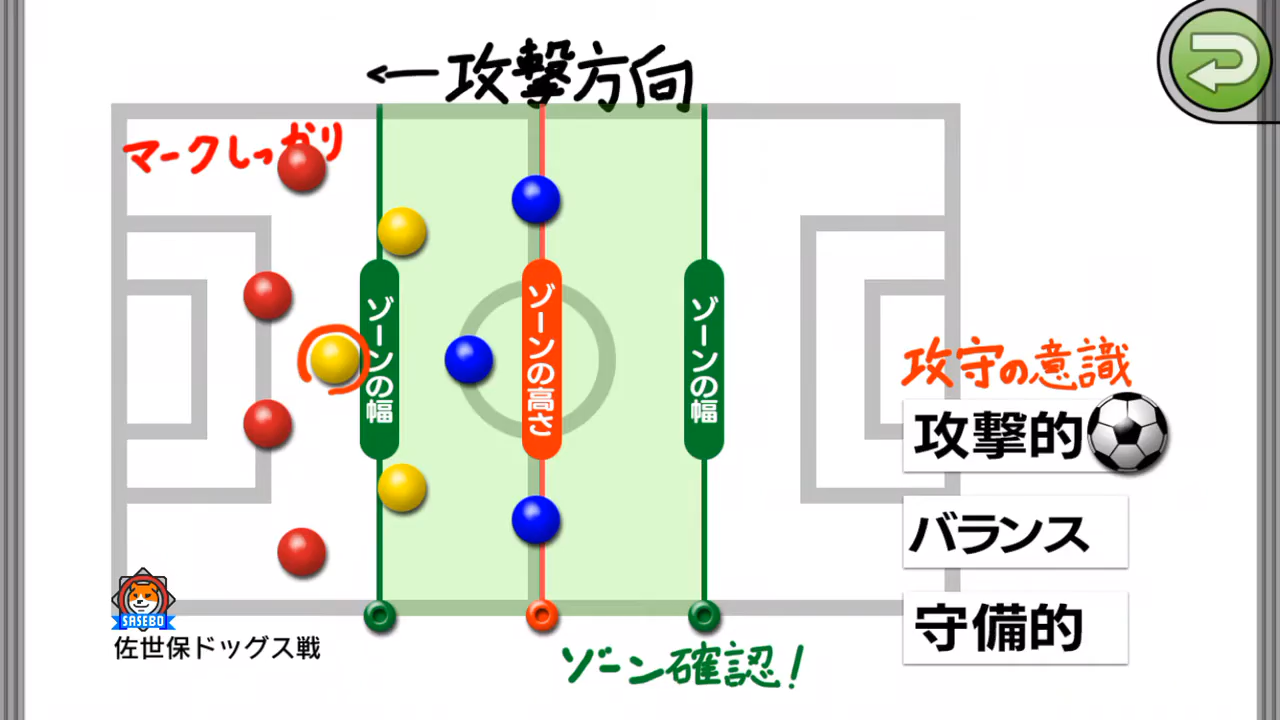 ←攻撃方向
マークしっかり
ゾーンの幅
ゾーンの高さ
ゾーンの幅
攻守の意識
攻撃的
バランス
守備的
SASEBO
佐世保ドッグス戦
ゾーン確認!